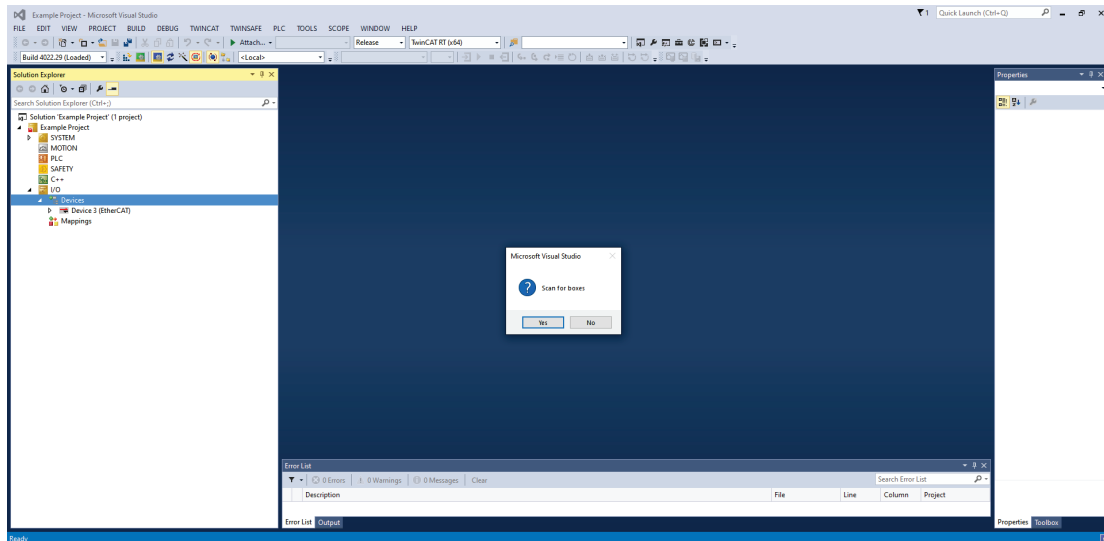 Example Project - Microsoft Visual Studio
1
Quick Launch (Ctrl+Q)
FILE EDIT VIEW PROJECT BUILD DEBUG TWINCAT TWINSAFE PLC TOOLS SCOPE WINDOW HELP
Attach... Release TwinCAT RT (x64)
Build 4022.29 (Loaded) <Local>
Solution Explorer
Search Solution Explorer (Ctrl+;)
Solution 'Example Project' (1 project)
Example Project
SYSTEM
MOTION
PLC
SAFETY
C++
I/O
Devices
Device 3 (EtherCAT)
Mappings
Microsoft Visual Studio
Scan for boxes
Yes No
Error List
0 Errors 0 Warnings 0 Messages Clear
Search Error List
Description File Line Column Project
Error List Output
Properties
Properties Toolbox
Ready